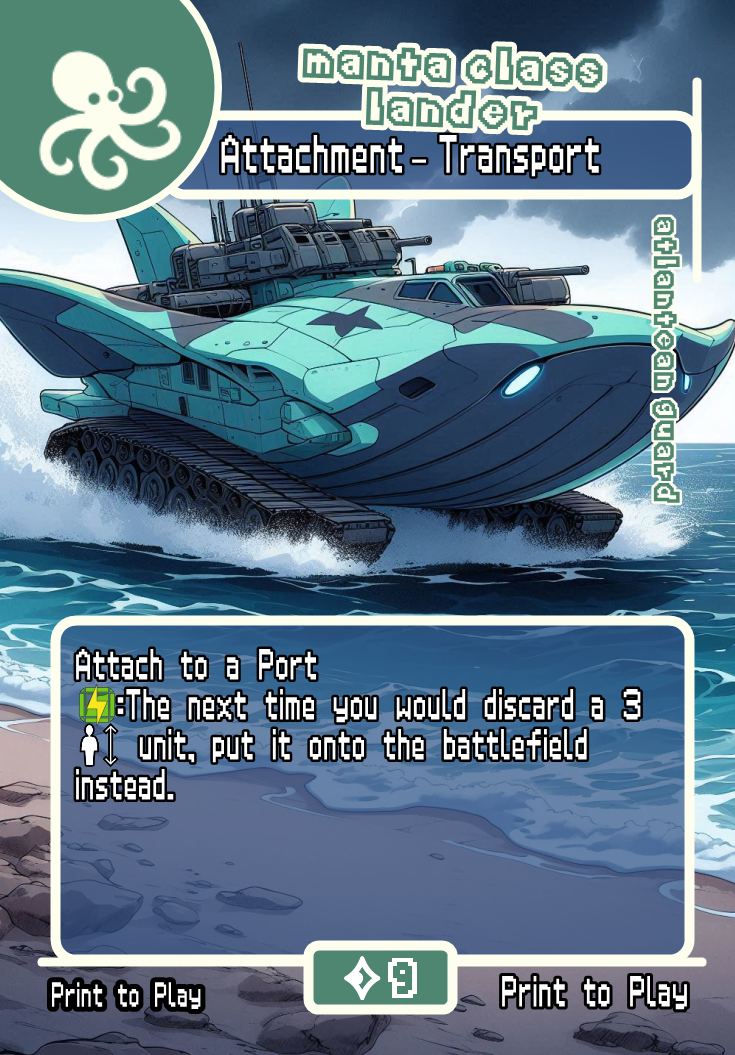 manta class
lander
Attachment - Transport
atlantean guard
Attach to a Port
:The next time you would discard a 3
unit, put it onto the battlefield
instead.
9
Print to Play
Print to Play